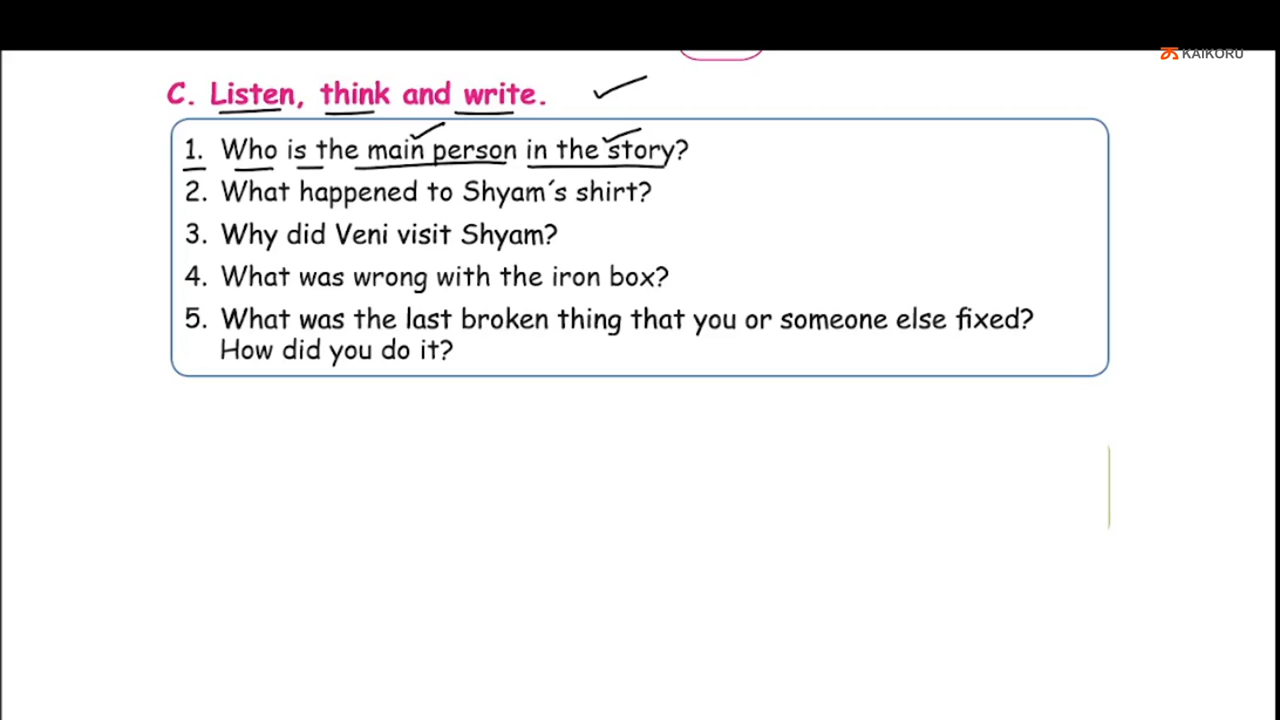 KAIKORU
C. Listen, think and write.
1. Who is the main person in the story?
2. What happened to Shyam´s shirt?
3. Why did Veni visit Shyam?
4. What was wrong with the iron box?
5. What was the last broken thing that you or someone else fixed?
How did you do it?